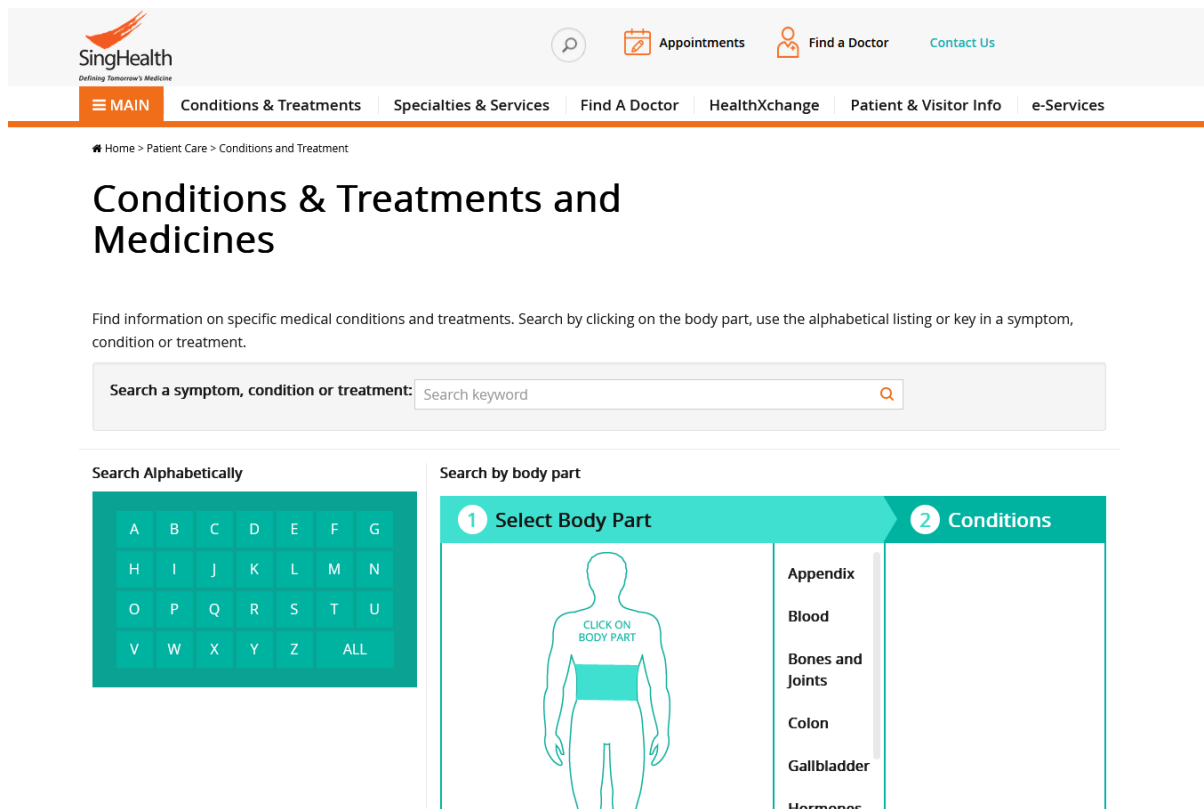 SingHealth
Defining Tomorrow's Medicine
Appointments
Find a Doctor
Contact Us
MAIN
Conditions & Treatments
Specialties & Services
Find A Doctor
HealthXchange
Patient & Visitor Info
e-Services
Home > Patient Care > Conditions and Treatment
Conditions & Treatments and
Medicines
Find information on specific medical conditions and treatments. Search by clicking on the body part, use the alphabetical listing or key in a symptom,
condition or treatment.
Search a symptom, condition or treatment:
Search keyword
Search Alphabetically
A B C D E F G
H I J K L M N
O P Q R S T U
V W X Y Z ALL
Search by body part
1 Select Body Part
CLICK ON
BODY PART
Appendix
Blood
Bones and
Joints
Colon
Gallbladder
Hormones
2 Conditions